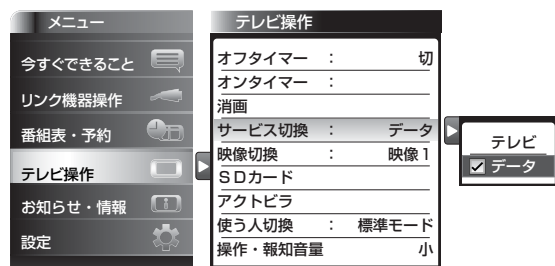 メニュー
今すぐできること
リンク機器操作
番組表・予約
テレビ操作
お知らせ・情報
設定
テレビ操作
オフタイマー : 切
オンタイマー :
消画
サービス切換 : データ
映像切換 : 映像1
SDカード
アクトビラ
使う人切換 : 標準モード
操作・報知音量 小
テレビ
データ